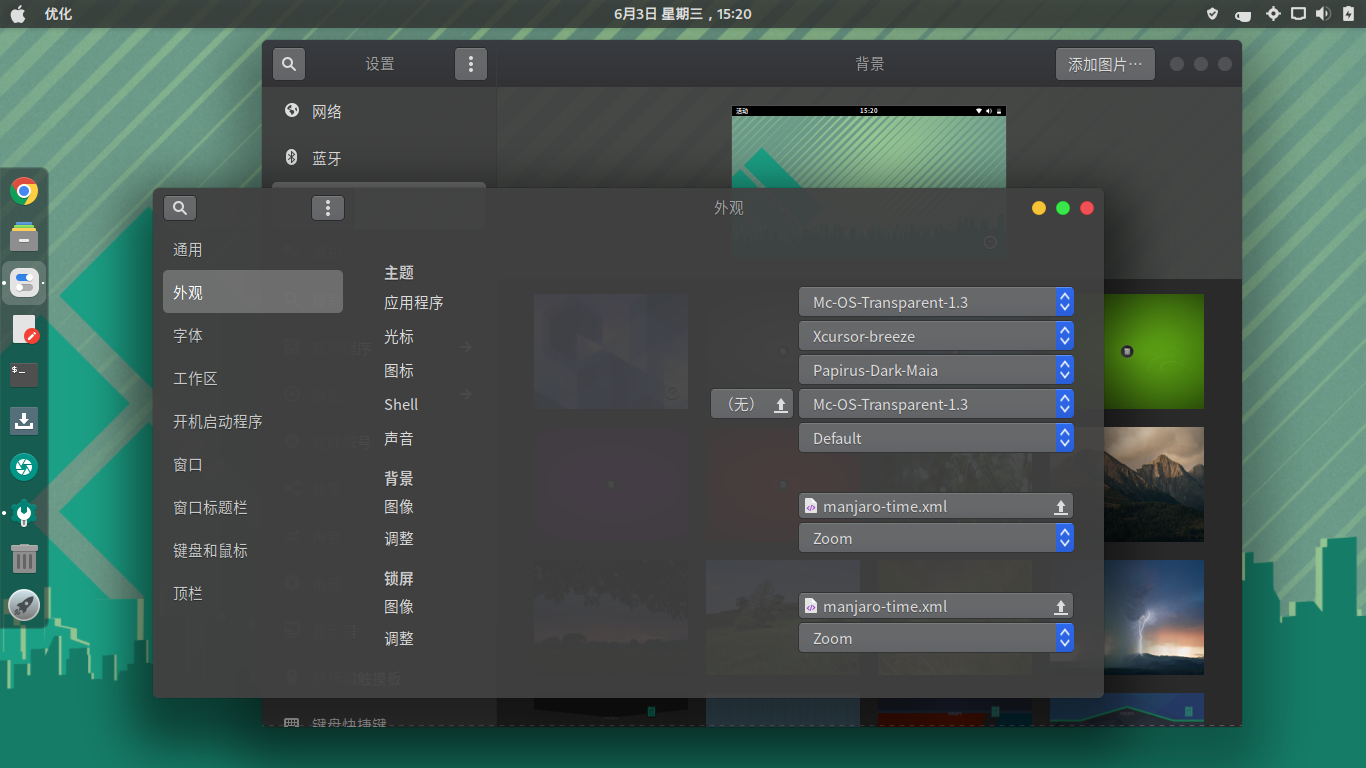 优化
6月3日 星期三，15:20
设置
背景
添加图片…
网络
蓝牙
活动
15:20
外观
通用
外观
字体
工作区
开机启动程序
窗口
窗口标题栏
键盘和鼠标
顶栏
主题
应用程序
Mc-OS-Transparent-1.3
光标
Xcursor-breeze
图标
Papirus-Dark-Maia
Shell
（无）
Mc-OS-Transparent-1.3
声音
Default
背景
图像
manjaro-time.xml
调整
Zoom
锁屏
图像
manjaro-time.xml
调整
Zoom
键盘快捷键